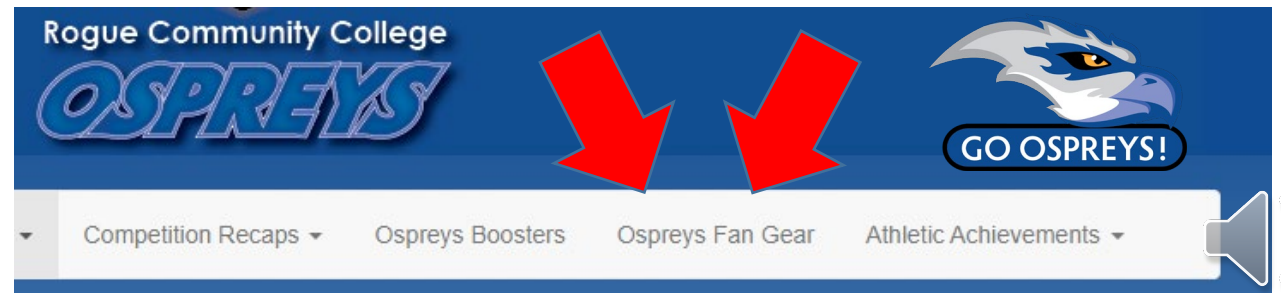 Rogue Community College
OSPREYS
GO OSPREYS!
Competition Recaps Ospreys Boosters Ospreys Fan Gear Athletic Achievements